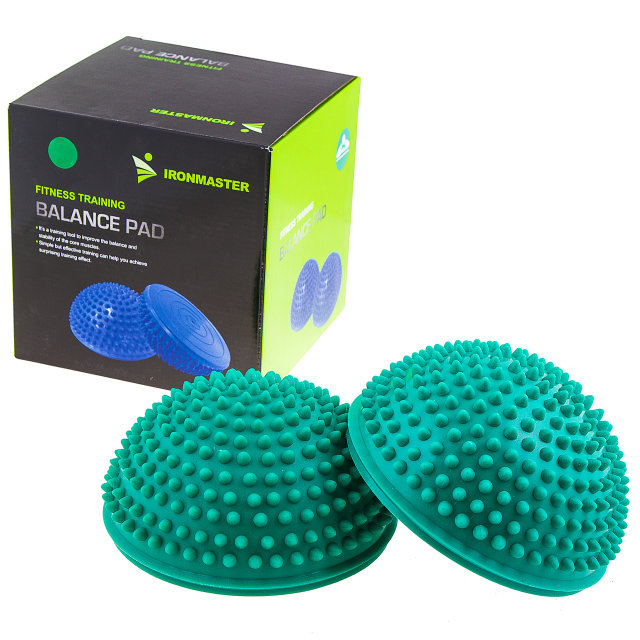 FITNESS TRAINING
BALANCE PAD
IRONMASTER
IRONMASTER
FITNESS TRAINING
BALANCE PAD
• It's a training tool to improve the balance and
stability of the core muscles.
• Simple but effective training can help you achieve
surprising training affect.
FITNESS TRAINING
BALANCE PAD